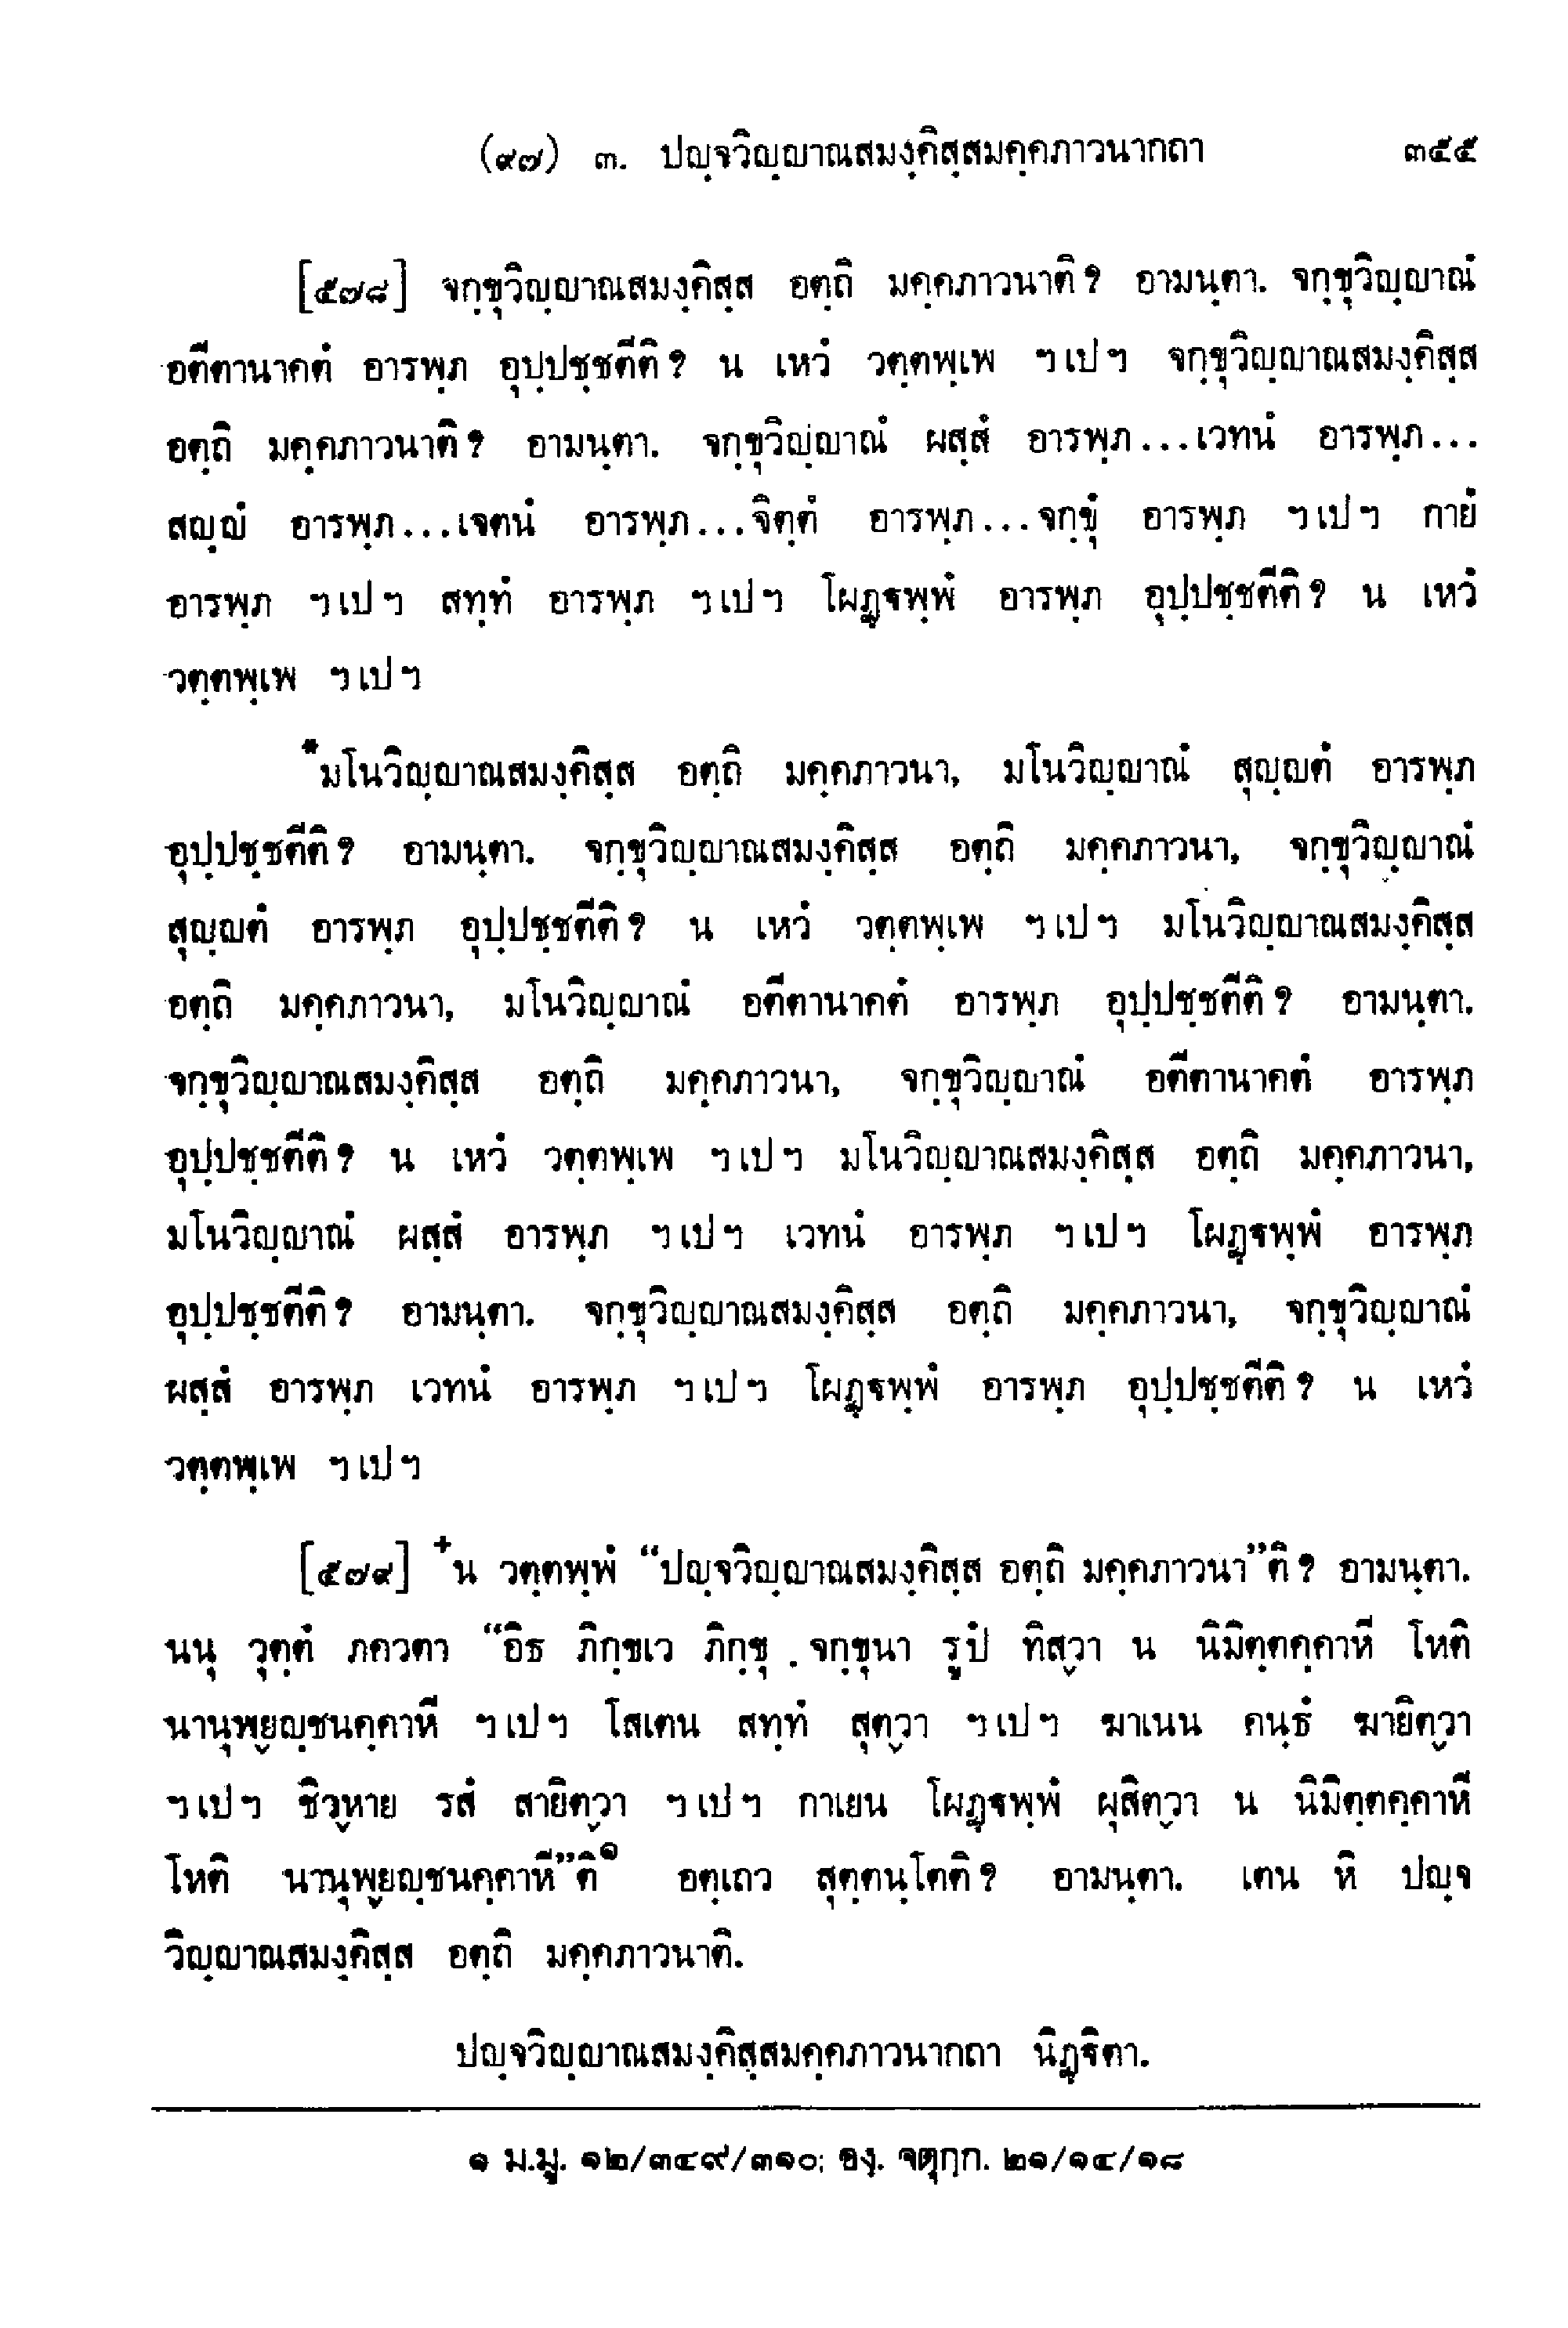 (๙๗) ๓. ปญฺจวิญฺญาณสมงฺคิสฺสมคฺคภาวนากถา ๓๕๕
[๕๗๘] จกฺขุวิญฺญาณสมงฺคิสฺส อตฺถิ มคฺคภาวนาติ? อามนฺตา. จกฺขุวิญฺญาณํ
อตีตานาคตํ อารพฺภ อุปฺปชฺชตีติ? น เหวํ วตฺตพฺเพ ฯเปฯ จกฺขุวิญฺญาณสมงฺคิสฺส
อตฺถิ มคฺคภาวนาติ? อามนฺตา. จกฺขุวิญฺญาณํ ผสฺสํ อารพฺภ...เวทนํ อารพฺภ...
สญฺญํ อารพฺภ...เจตนํ อารพฺภ...จิตฺตํ อารพฺภ...จกฺขุํ อารพฺภ ฯเปฯ กายํ
อารพฺภ ฯเปฯ สทฺทํ อารพฺภ ฯเปฯ โผฏฺฐพฺพํ อารพฺภ อุปฺปชฺชตีติ? น เหวํ
วตฺตพฺเพ ฯเปฯ
*มโนวิญฺญาณสมงฺคิสฺส อตฺถิ มคฺคภาวนา, มโนวิญฺญาณํ สุญฺญตํ อารพฺภ
อุปฺปชฺชตีติ? อามนฺตา. จกฺขุวิญฺญาณสมงฺคิสฺส อตฺถิ มคฺคภาวนา, จกฺขุวิญฺญาณํ
สุญฺญตํ อารพฺภ อุปฺปชฺชตีติ? น เหวํ วตฺตพฺเพ ฯเปฯ มโนวิญฺญาณสมงฺคิสฺส
อตฺถิ มคฺคภาวนา, มโนวิญฺญาณํ อตีตานาคตํ อารพฺภ อุปฺปชฺชตีติ? อามนฺตา.
จกฺขุวิญฺญาณสมงฺคิสฺส อตฺถิ มคฺคภาวนา, จกฺขุวิญฺญาณํ อตีตานาคตํ อารพฺภ
อุปฺปชฺชตีติ? น เหวํ วตฺตพฺเพ ฯเปฯ มโนวิญฺญาณสมงฺคิสฺส อตฺถิ มคฺคภาวนา,
มโนวิญฺญาณํ ผสฺสํ อารพฺภ ฯเปฯ เวทนํ อารพฺภ ฯเปฯ โผฏฺฐพฺพํ อารพฺภ
อุปฺปชฺชตีติ? อามนฺตา. จกฺขุวิญฺญาณสมงฺคิสฺส อตฺถิ มคฺคภาวนา, จกฺขุวิญฺญาณํ
ผสฺสํ อารพฺภ เวทนํ อารพฺภ ฯเปฯ โผฏฺฐพฺพํ อารพฺภ อุปฺปชฺชตีติ? น เหวํ
วตฺตพฺเพ ฯเปฯ
[๕๗๙] +น วตฺตพฺพํ “ปญฺจวิญฺญาณสมงฺคิสฺส อตฺถิ มคฺคภาวนา”ติ? อามนฺตา.
นนุ วุตฺตํ ภควตา “อิธ ภิกฺขเว ภิกฺขุ จกฺขุนา รูปํ ทิสฺวา น นิมิตฺตคฺคาหี โหติ
นานุพฺยญฺชนคฺคาหี ฯเปฯ โสเตน สทฺทํ สุตฺวา ฯเปฯ ฆาเนน คนฺธํ ฆายิตฺวา
ฯเปฯ ชิวฺหาย รสํ สายิตฺวา ฯเปฯ กาเยน โผฏฺฐพฺพํ ผุสิตฺวา น นิมิตฺตคฺคาหี
โหติ นานุพฺยญฺชนคฺคาหี”ติ๑ อตฺเถว สุตฺตนฺโตติ? อามนฺตา. เตน หิ ปญฺจ
วิญฺญาณสมงฺคิสฺส อตฺถิ มคฺคภาวนาติ.
ปญฺจวิญฺญาณสมงฺคิสฺสมคฺคภาวนากถา นิฏฺฐิตา.
๑ ม.มู. ๑๒/๓๔๙/๓๑๐; องฺ. จตุกฺก. ๒๑/๑๔/๑๘